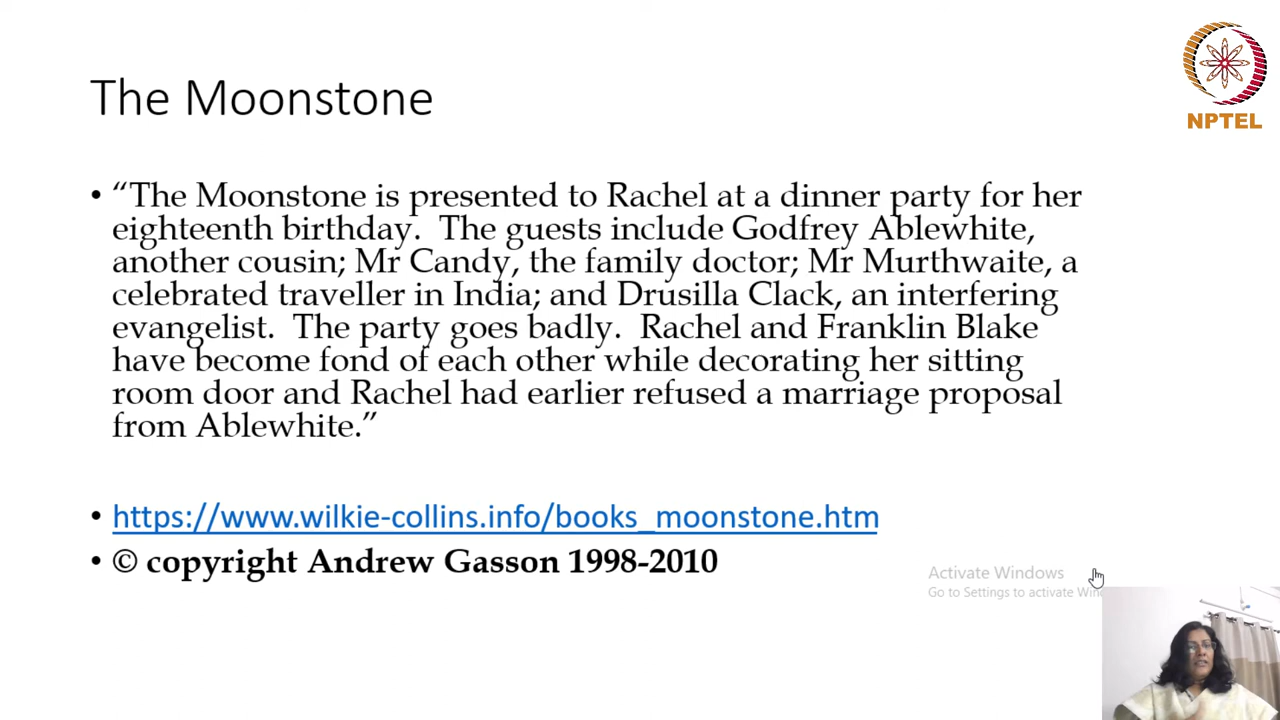 The Moonstone
NPTEL
• “The Moonstone is presented to Rachel at a dinner party for her
eighteenth birthday.  The guests include Godfrey Ablewhite,
another cousin; Mr Candy, the family doctor; Mr Murthwaite, a
celebrated traveller in India; and Drusilla Clack, an interfering
evangelist.  The party goes badly.  Rachel and Franklin Blake
have become fond of each other while decorating her sitting
room door and Rachel had earlier refused a marriage proposal
from Ablewhite.”
• https://www.wilkie-collins.info/books_moonstone.htm
• © copyright Andrew Gasson 1998-2010
Activate Windows
Go to Settings to activate